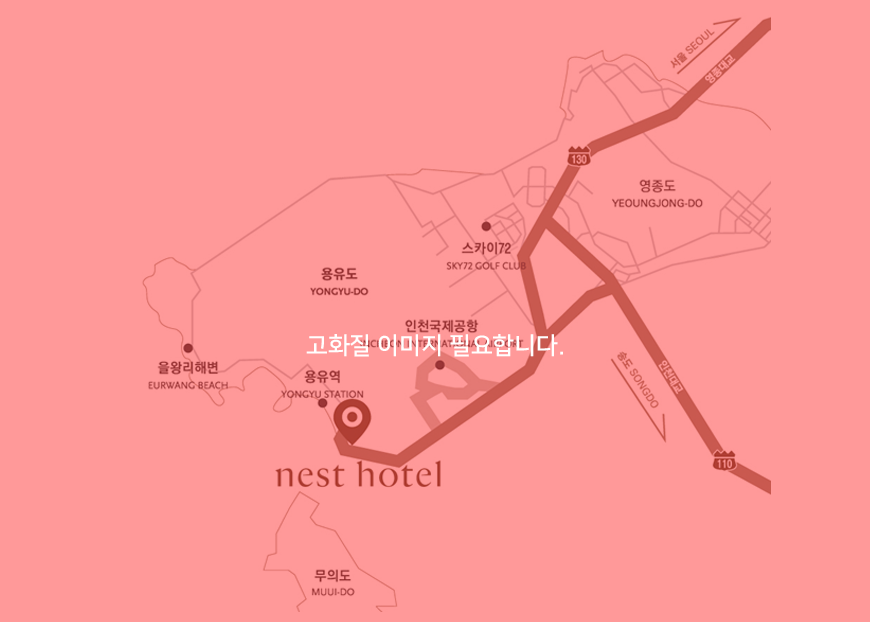 서울 SEOUL
영종대교
130
영종도
YEOUNGJONG-DO
스카이72
SKY72 GOLF CLUB
용유도
YONGYU-DO
인천국제공항
INCHEON INTERNATIONAL AIRPORT
고화질 이미지 필요합니다.
을왕리해변
EURWANG BEACH
용유역
YONGYU STATION
송도 SONGDO
인천대교
110
nest hotel
무의도
MUUI-DO